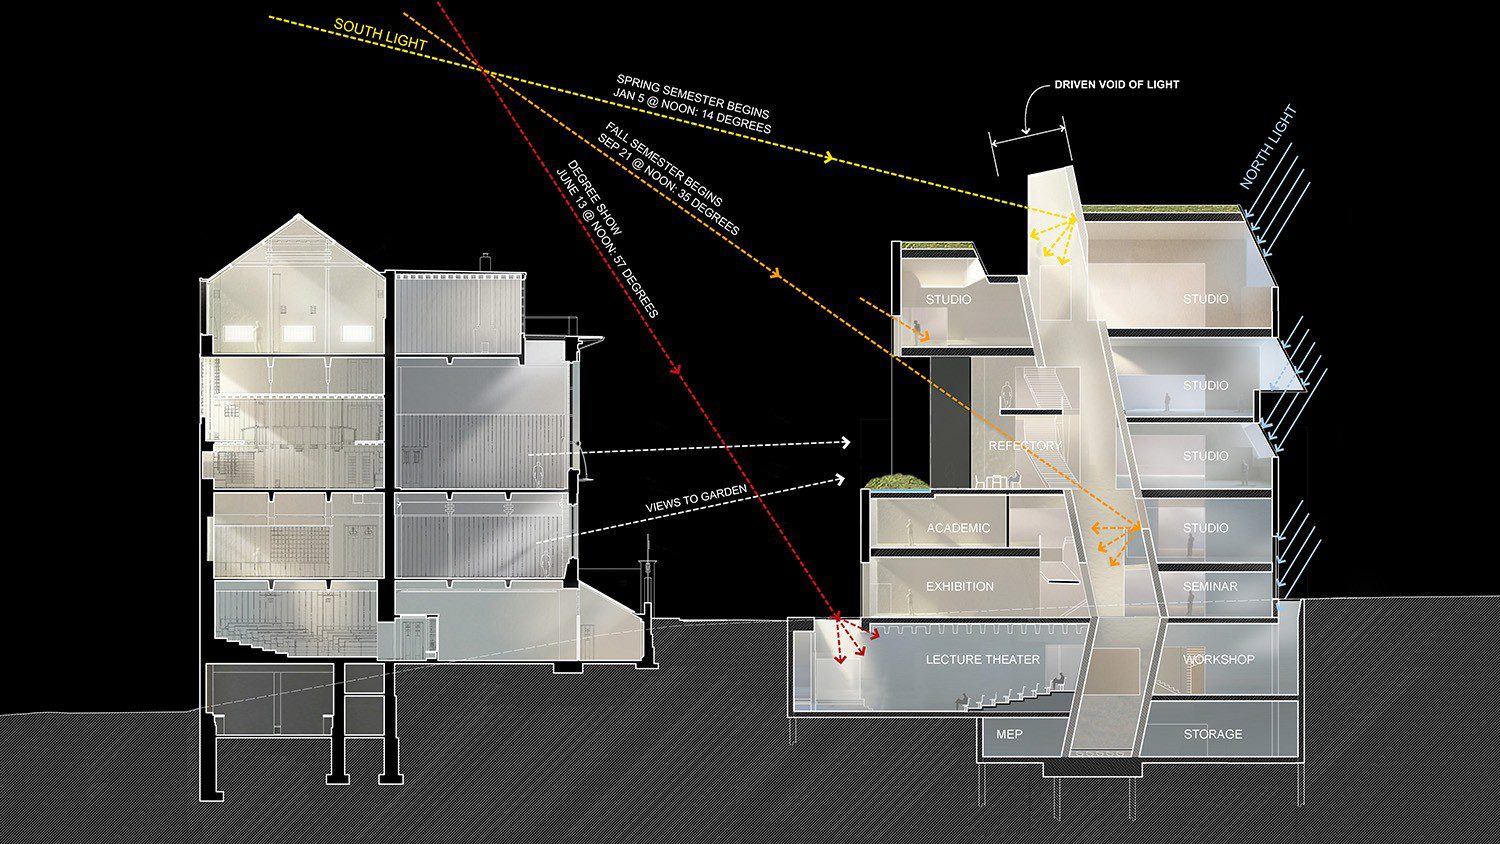 SOUTH LIGHT
SPRING SEMESTER BEGINS
JAN 5 @ NOON: 14 DEGREES
FALL SEMESTER BEGINS
SEP 21 @ NOON: 35 DEGREES
DEGREE SHOW
JUNE 13 @ NOON: 57 DEGREES
DRIVEN VOID OF LIGHT
NORTH LIGHT
VIEWS TO GARDEN
STUDIO
STUDIO
STUDIO
REFECTORY
STUDIO
ACADEMIC
STUDIO
EXHIBITION
SEMINAR
LECTURE THEATER
WORKSHOP
MEP
STORAGE